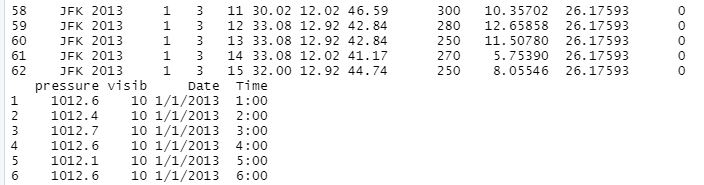 58 JFK 2013 1 3 11 30.02 12.02 46.59 300 10.35702 26.17593 0
59 JFK 2013 1 3 12 33.08 12.92 42.84 280 12.65858 26.17593 0
60 JFK 2013 1 3 13 33.08 12.92 42.84 250 11.50780 26.17593 0
61 JFK 2013 1 3 14 33.08 12.02 41.17 270 5.75390 26.17593 0
62 JFK 2013 1 3 15 32.00 12.92 44.74 250 8.05546 26.17593 0
pressure visib Date Time
1 1012.6 10 1/1/2013 1:00
2 1012.4 10 1/1/2013 2:00
3 1012.7 10 1/1/2013 3:00
4 1012.6 10 1/1/2013 4:00
5 1012.1 10 1/1/2013 5:00
6 1012.6 10 1/1/2013 6:00